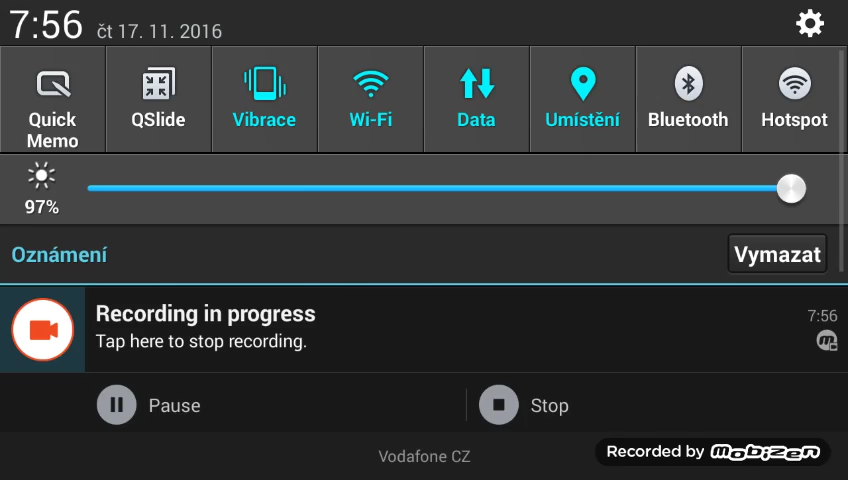 7:56 čt 17. 11. 2016
Quick Memo
QSlide
Vibrace
Wi-Fi
Data
Umístění
Bluetooth
Hotspot
97%
Oznámení
Vymazat
Recording in progress
7:56
Tap here to stop recording.
Pause
Stop
Vodafone CZ
Recorded by mobizen